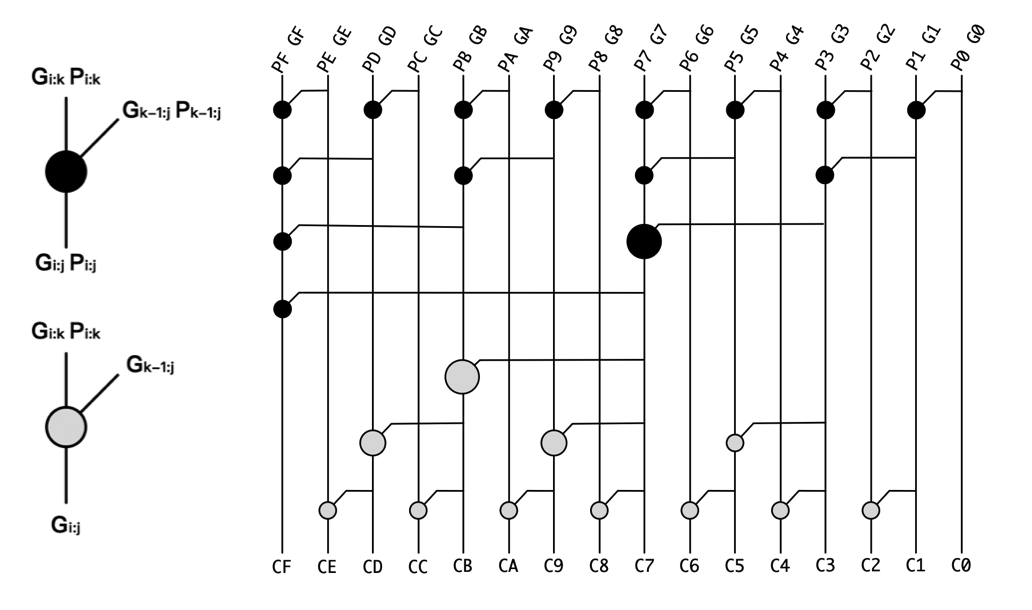 PF GF PE GE PD GD PC GC PB GB PA GA P9 G9 P8 G8 P7 G7 P6 G6 P5 G5 P4 G4 P3 G3 P2 G2 P1 G1 P0 G0
Gi:k Pi:k
Gk–1:j Pk–1:j
Gi:j Pi:j
Gi:k Pi:k
Gk–1:j
Gi:j
CF CE CD CC CB CA C9 C8 C7 C6 C5 C4 C3 C2 C1 C0